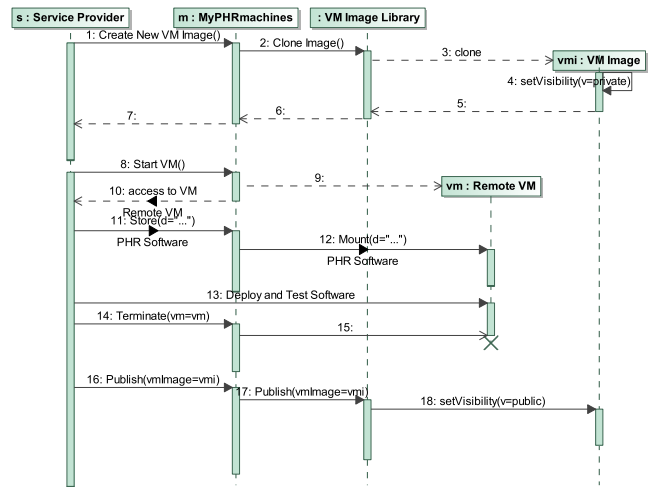 s : Service Provider
m : MyPHRmachines
: VM Image Library
1: Create New VM Image()
2: Clone Image()
3: clone
vmi : VM Image
4: setVisibility(v=private)
5:
6:
7:
8: Start VM()
9:
vm : Remote VM
10: access to VM
Remote VM
11: Store(d="...")
PHR Software
12: Mount(d="...")
PHR Software
13: Deploy and Test Software
14: Terminate(vm=vm)
15:
16: Publish(vmImage=vmi)
17: Publish(vmImage=vmi)
18: setVisibility(v=public)